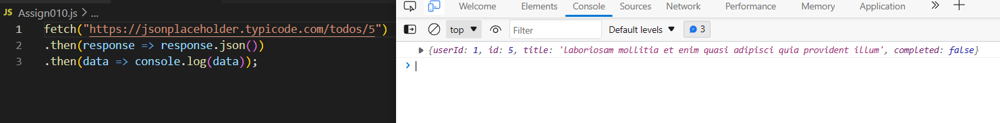 JS Assign010.js > ...
1 fetch("https://jsonplaceholder.typicode.com/todos/5")
2 .then(response => response.json())
3 .then(data => console.log(data));
Welcome Elements Console Sources Network Performance Memory Application
top Filter Default levels 3
{userId: 1, id: 5, title: 'laboriosam mollitia et enim quasi adipisci quia provident illum', completed: false}